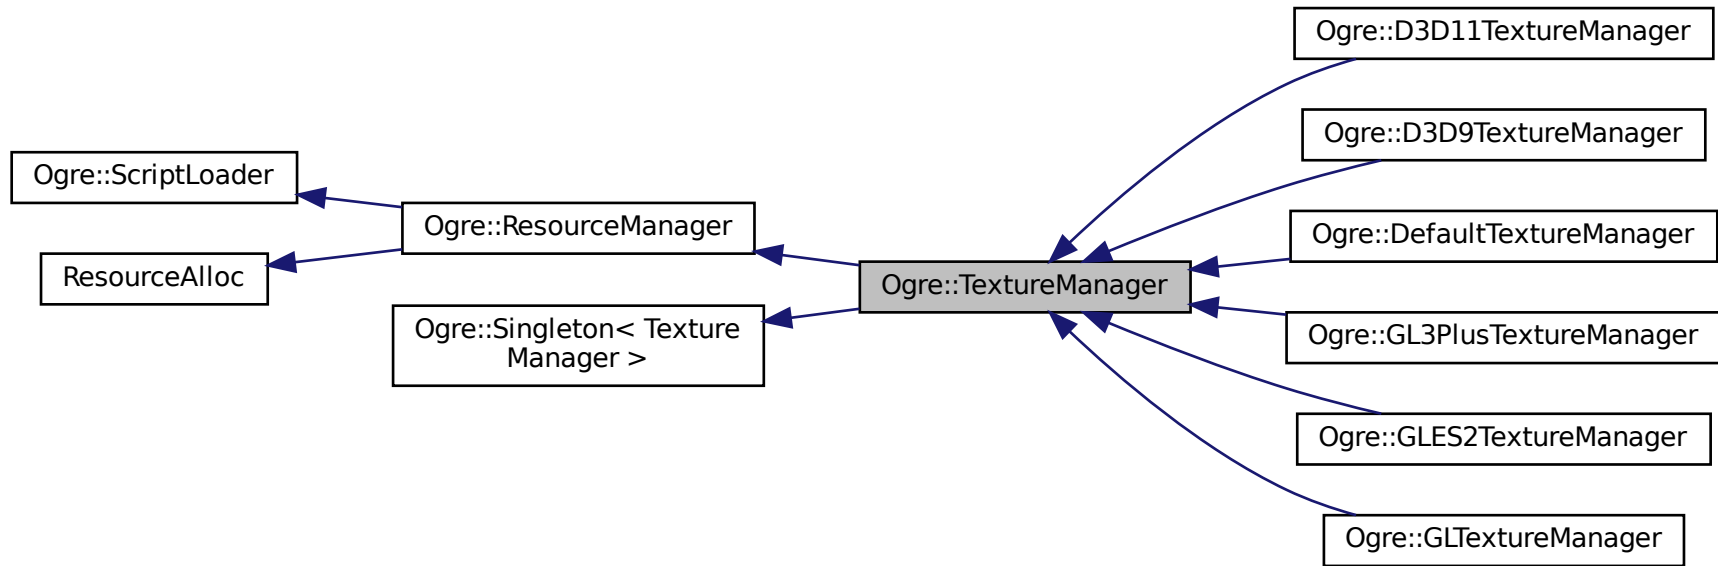 Ogre::ScriptLoader
ResourceAlloc
Ogre::ResourceManager
Ogre::Singleton< Texture
Manager >
Ogre::TextureManager
Ogre::D3D11TextureManager
Ogre::D3D9TextureManager
Ogre::DefaultTextureManager
Ogre::GL3PlusTextureManager
Ogre::GLES2TextureManager
Ogre::GLTextureManager